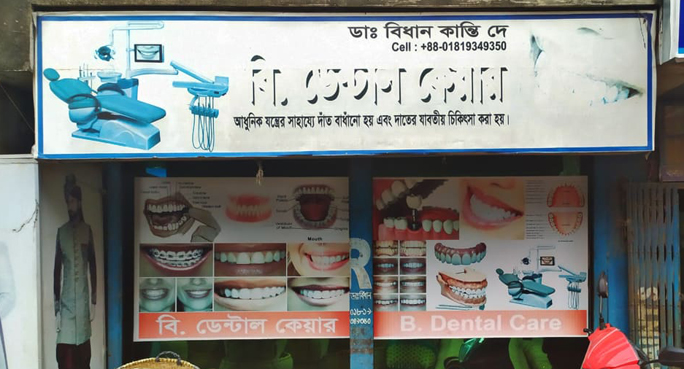 ডাঃ বিধান কান্তি দে
Cell : +88-01819349350
বি. ডেন্টাল কেয়ার
আধুনিক যন্ত্রের সাহায্যে দাঁত বাধাঁনো হয় এবং দাতের যাবতীয় চিকিৎসা করা হয়।
Mouth
R
বি. ডেন্টাল কেয়ার
B. Dental Care